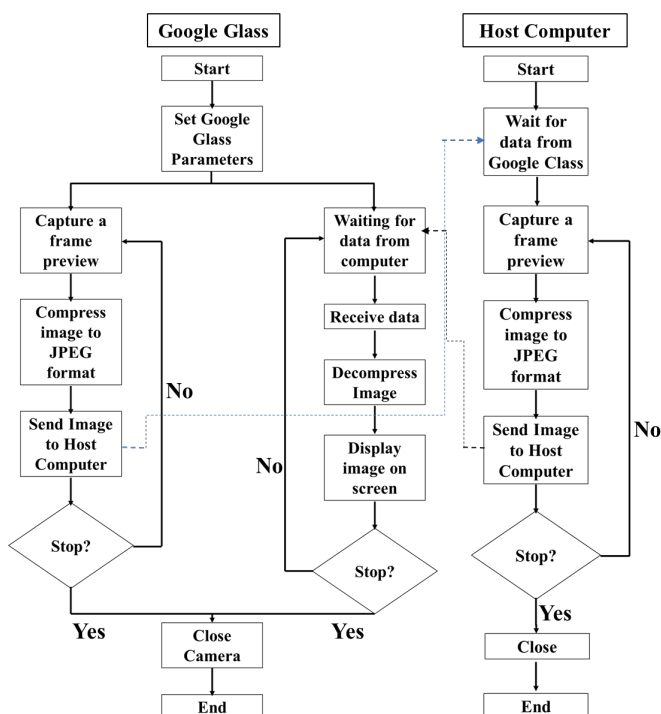 Google Glass
Start
Set Google
Glass
Parameters
Capture a
frame
preview
Compress
image to
JPEG
format
Send Image
to Host
Computer
Stop?
No
Yes
Waiting for
data from
computer
Receive data
Decompress
Image
Display
image on
screen
Stop?
No
Yes
Close
Camera
End
Host Computer
Start
Wait for
data from
Google Class
Capture a
frame
preview
Compress
image to
JPEG
format
Send Image
to Host
Computer
Stop?
No
Yes
Close
End